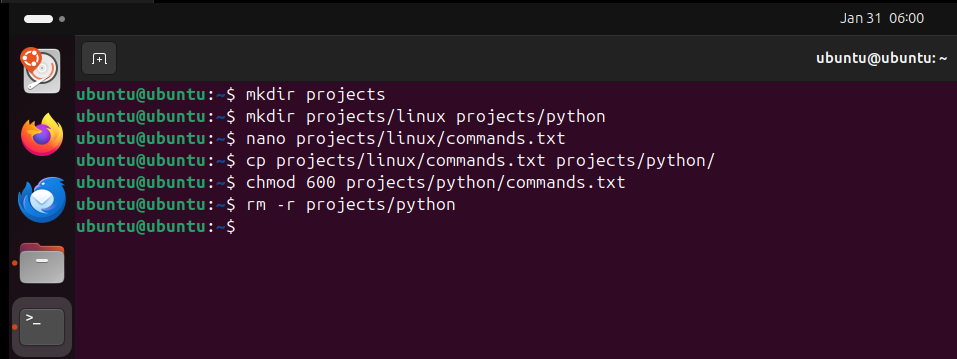 Jan 31 06:00
ubuntu@ubuntu: ~
ubuntu@ubuntu:~$ mkdir projects
ubuntu@ubuntu:~$ mkdir projects/linux projects/python
ubuntu@ubuntu:~$ nano projects/linux/commands.txt
ubuntu@ubuntu:~$ cp projects/linux/commands.txt projects/python/
ubuntu@ubuntu:~$ chmod 600 projects/python/commands.txt
ubuntu@ubuntu:~$ rm -r projects/python
ubuntu@ubuntu:~$
>_